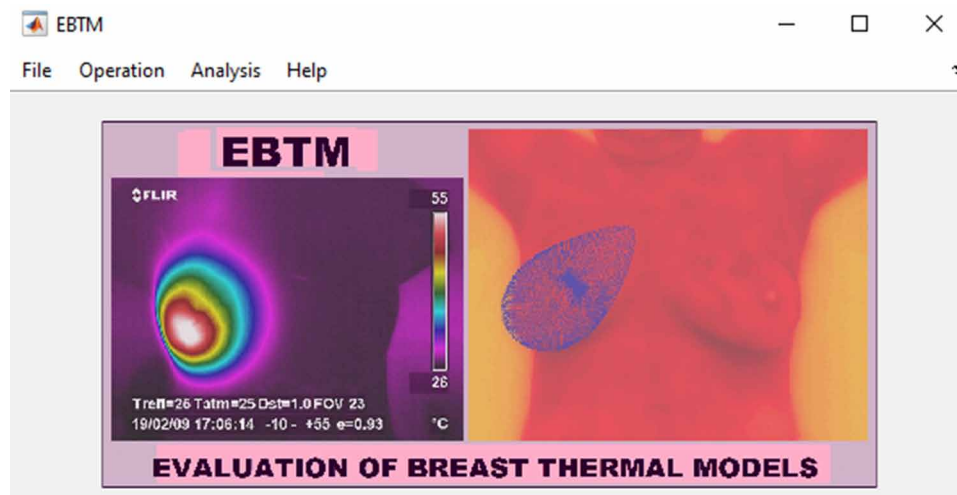 EBTM
File Operation Analysis Help
EBTM
FLIR
55
26
Trefl=26 Tatm=25 Dst=1.0 FOV 23
19/02/09 17:06:14 -10 - +55 e=0.93 °C
EVALUATION OF BREAST THERMAL MODELS